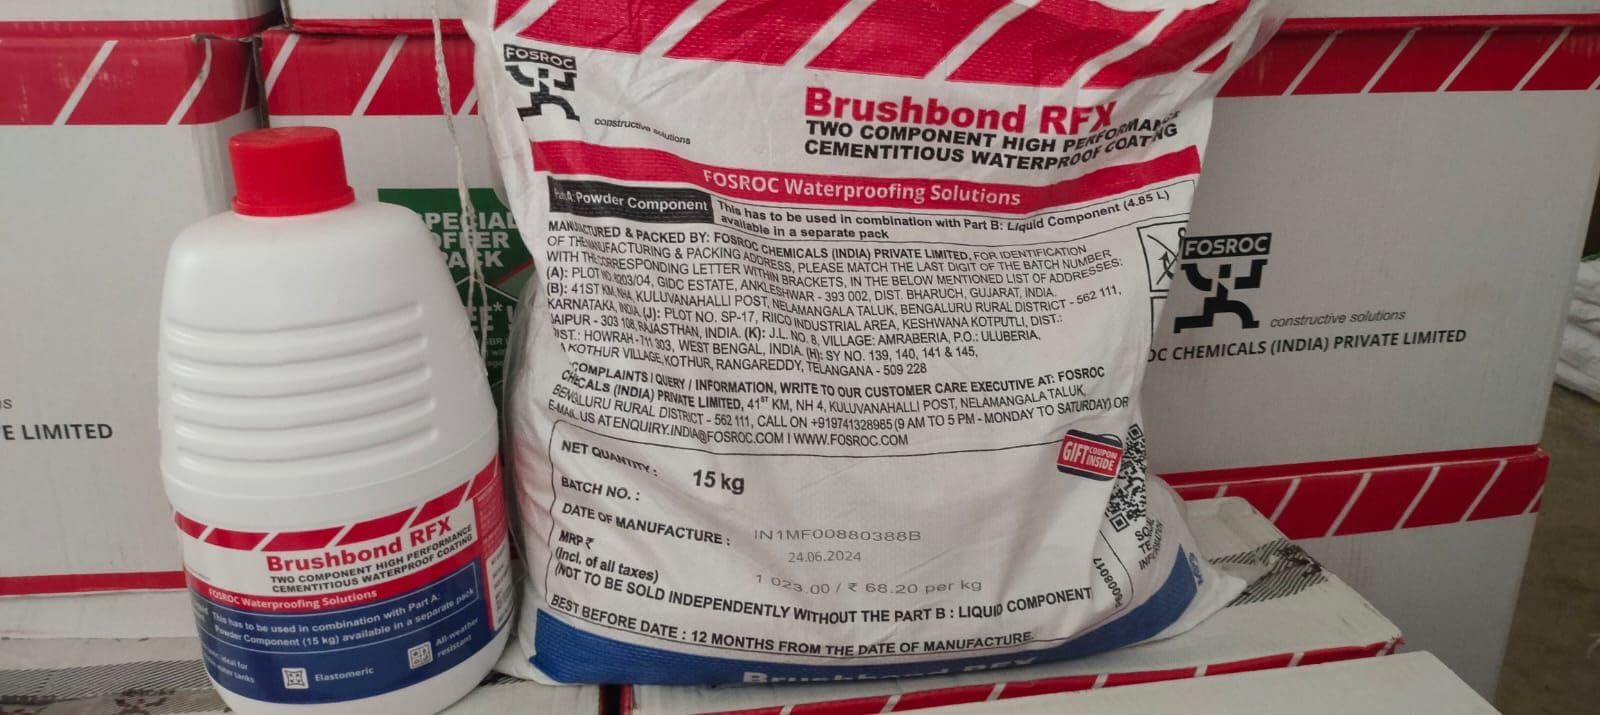 FOSROC
constructive solutions
Brushbond RFX
TWO COMPONENT HIGH PERFORMANCE
CEMENTITIOUS WATERPROOF COATING
FOSROC Waterproofing Solutions
A: Powder Component
This has to be used in combination with Part B: Liquid Component (4.85 L)
available in a separate pack
MANUFACTURED & PACKED BY: FOSROC CHEMICALS (INDIA) PRIVATE LIMITED, FOR IDENTIFICATION
OF THE MANUFACTURING & PACKING ADDRESS, PLEASE MATCH THE LAST DIGIT OF THE BATCH NUMBER
WITH THE CORRESPONDING LETTER WITHIN BRACKETS, IN THE BELOW MENTIONED LIST OF ADDRESSES:
(A): PLOT NO. 8203/04, GIDC ESTATE, ANKLESHWAR - 393 002, DIST. BHARUCH, GUJARAT, INDIA.
(B): 41ST KM, NH4, KULUVANAHALLI POST, NELAMANGALA TALUK, BENGALURU RURAL DISTRICT - 562 111,
KARNATAKA, INDIA. (J): PLOT NO. SP-17, RIICO INDUSTRIAL AREA, KESHWANA KOTPUTLI, DIST.:
JAIPUR - 303 108, RAJASTHAN, INDIA. (K): J.L. NO. 8, VILLAGE: AMRABERIA, P.O.: ULUBERIA,
DIST.: HOWRAH - 711 303, WEST BENGAL, INDIA. (H): SY NO. 139, 140, 141 & 145,
KOTHUR VILLAGE, KOTHUR, RANGAREDDY, TELANGANA - 509 228
COMPLAINTS / QUERY / INFORMATION, WRITE TO OUR CUSTOMER CARE EXECUTIVE AT: FOSROC
(INDIA) PRIVATE LIMITED, 41ST KM, NH 4, KULUVANAHALLI POST, NELAMANGALA TALUK,
BENGALURU RURAL DISTRICT - 562 111, CALL ON +919741328985 (9 AM TO 5 PM - MONDAY TO SATURDAY) OR
E-MAIL US AT ENQUIRY.INDIA@FOSROC.COM | WWW.FOSROC.COM
GIFT COUPON
INSIDE
NET QUANTITY : 15 kg
BATCH NO. : IN1MF00880388B
DATE OF MANUFACTURE : 24.06.2024
MRP ₹ 1 023.00 / ₹ 68.20 per kg
(Incl. of all taxes)
(NOT TO BE SOLD INDEPENDENTLY WITHOUT THE PART B : LIQUID COMPONENT
BEST BEFORE DATE : 12 MONTHS FROM THE DATE OF MANUFACTURE.
INFORMATION
Brushbond RFX
Brushbond RFX
TWO COMPONENT HIGH PERFORMANCE
CEMENTITIOUS WATERPROOF COATING
FOSROC Waterproofing Solutions
This has to be used in combination with Part A:
Powder Component (15 kg) available in a separate pack
ideal for
tanks
Elastomeric
All-weather
resistant
SPECIAL
OFFER
PACK
E LIMITED
FOSROC
constructive solutions
OC CHEMICALS (INDIA) PRIVATE LIMITED